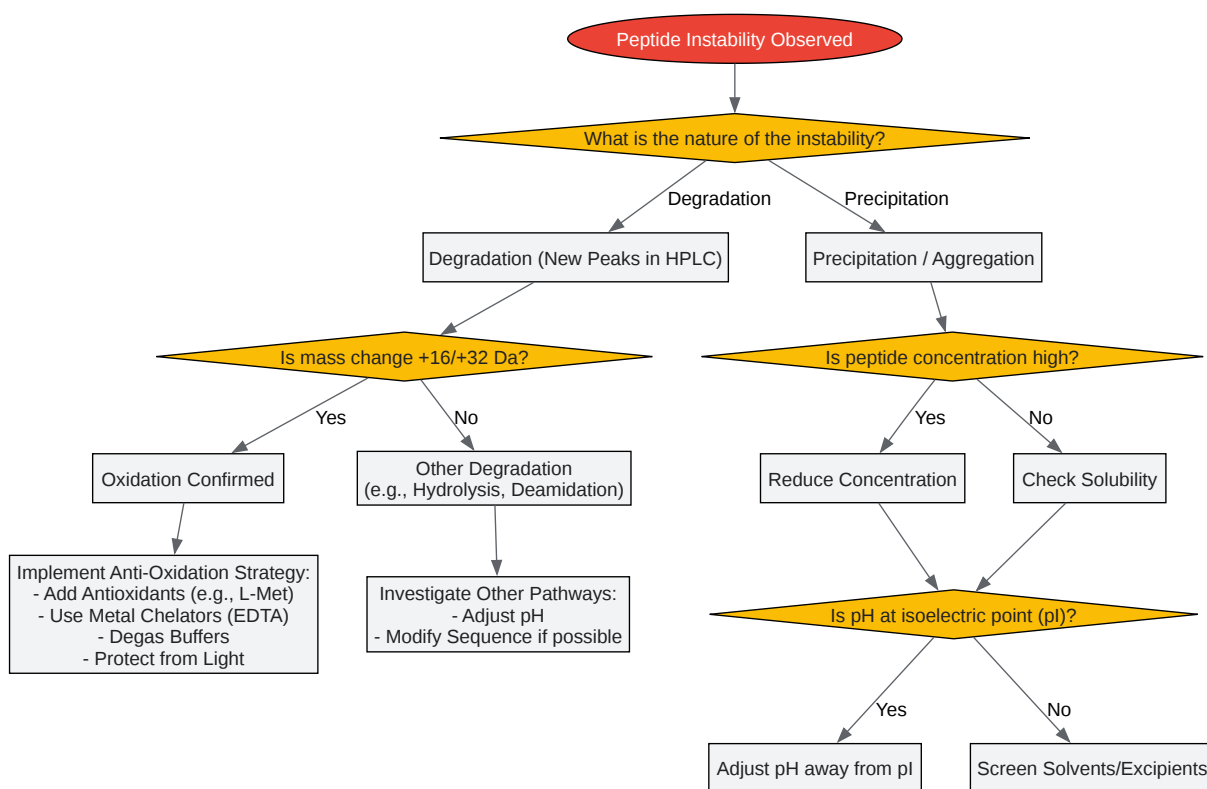 Peptide Instability Observed
What is the nature of the instability?
Degradation
Precipitation
Degradation (New Peaks in HPLC)
Precipitation / Aggregation
Is mass change +16/+32 Da?
Is peptide concentration high?
Yes
No
Yes
No
Oxidation Confirmed
Other Degradation
(e.g., Hydrolysis, Deamidation)
Reduce Concentration
Check Solubility
Implement Anti-Oxidation Strategy:
- Add Antioxidants (e.g., L-Met)
- Use Metal Chelators (EDTA)
- Degas Buffers
- Protect from Light
Investigate Other Pathways:
- Adjust pH
- Modify Sequence if possible
Is pH at isoelectric point (pI)?
Yes
No
Adjust pH away from pI
Screen Solvents/Excipients